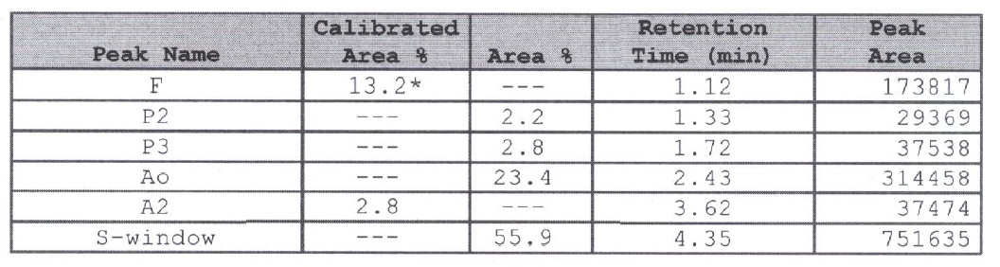 Peak Name Calibrated Area % Area % Retention Time (min) Peak Area
F 13.2* --- 1.12 173817
P2 --- 2.2 1.33 29369
P3 --- 2.8 1.72 37538
Ao --- 23.4 2.43 314458
A2 2.8 --- 3.62 37474
S-window --- 55.9 4.35 751635